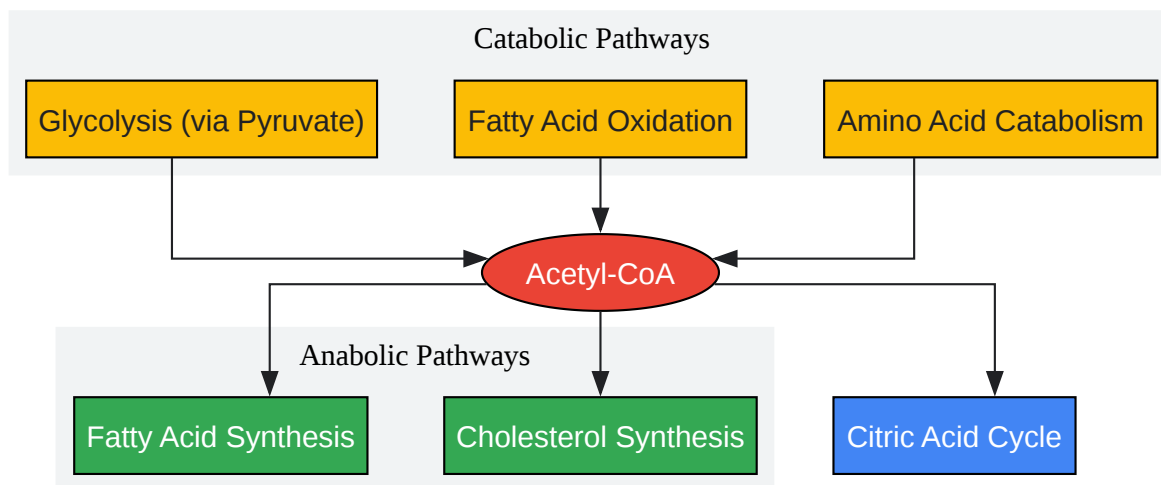 Catabolic Pathways
Glycolysis (via Pyruvate)
Fatty Acid Oxidation
Amino Acid Catabolism
Acetyl-CoA
Anabolic Pathways
Fatty Acid Synthesis
Cholesterol Synthesis
Citric Acid Cycle